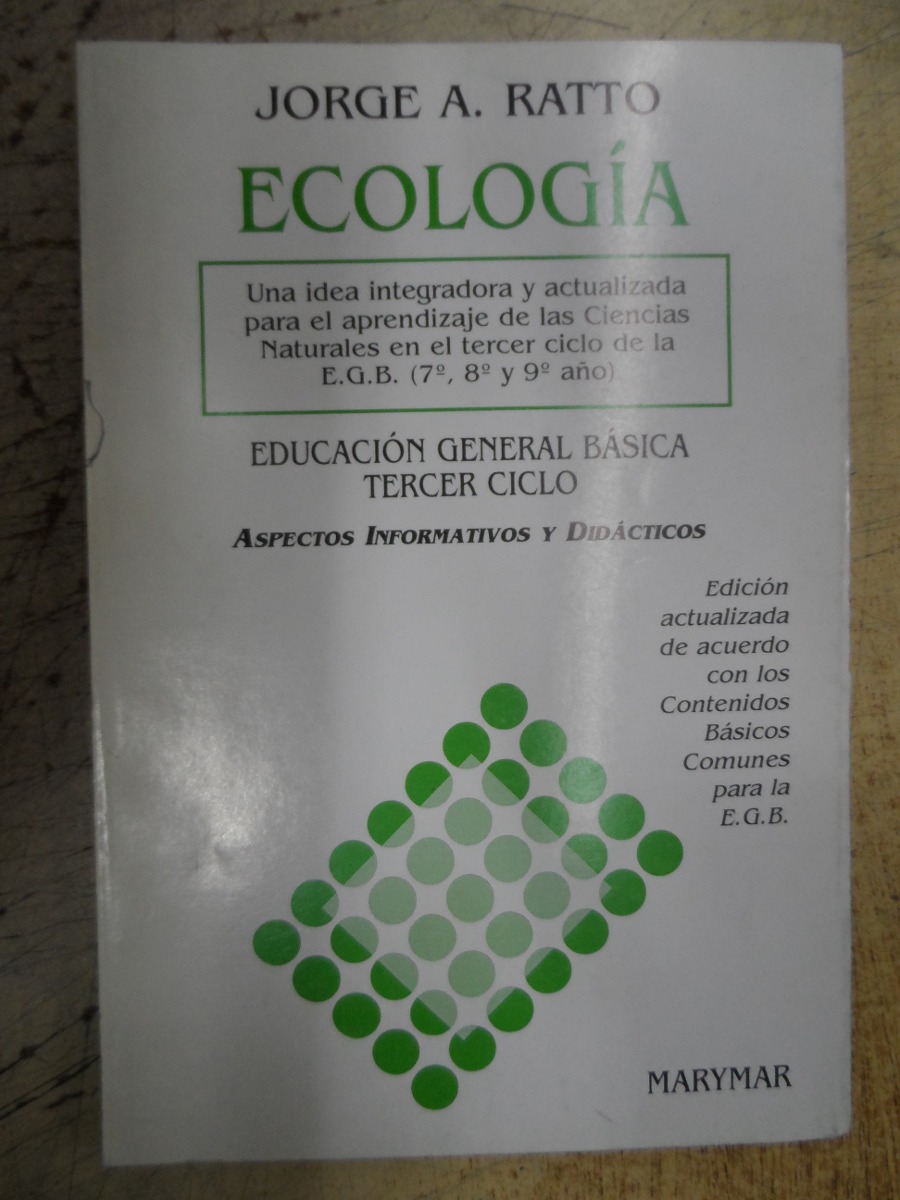 JORGE A. RATTO
ECOLOGÍA
Una idea integradora y actualizada
para el aprendizaje de las Ciencias
Naturales en el tercer ciclo de la
E.G.B. (7º, 8º y 9º año)
EDUCACIÓN GENERAL BÁSICA
TERCER CICLO
ASPECTOS INFORMATIVOS Y DIDÁCTICOS
Edición
actualizada
de acuerdo
con los
Contenidos
Básicos
Comunes
para la
E.G.B.
MARYMAR